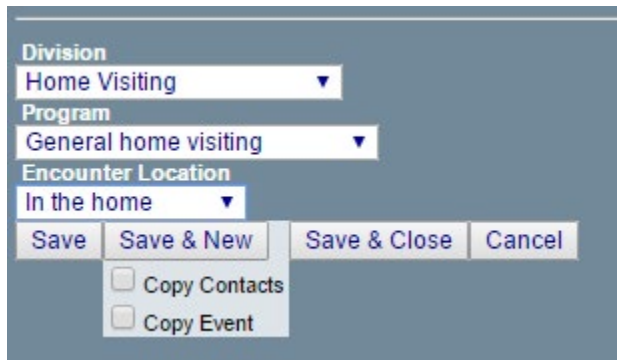 Division
Home Visiting
Program
General home visiting
Encounter Location
In the home
Save Save & New Save & Close Cancel
Copy Contacts
Copy Event